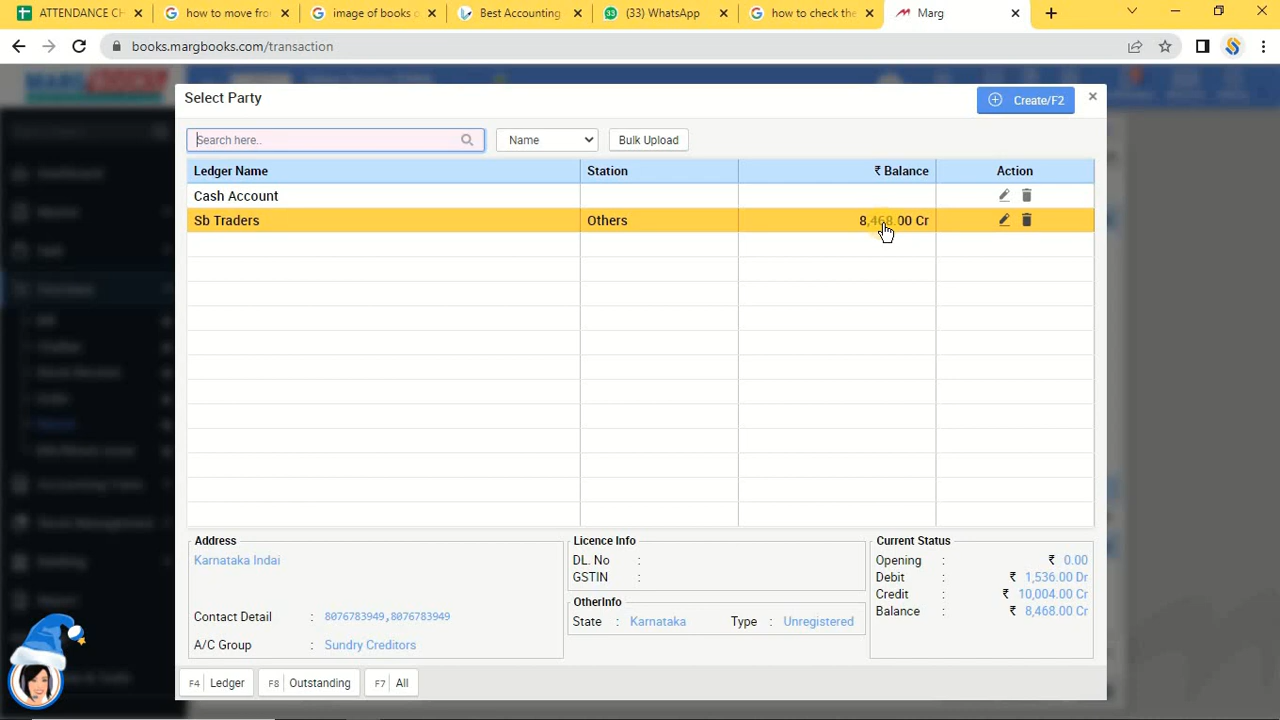 ATTENDANCE CH
how to move fro
image of books c
Best Accounting
(33) WhatsApp
how to check the
Marg
books.margbooks.com/transaction
Select Party
Create/F2
Search here..
Name
Bulk Upload
Ledger Name
Station
₹ Balance
Action
Cash Account
Sb Traders
Others
8,468.00 Cr
Address
Karnataka Indai
Contact Detail : 8076783949,8076783949
A/C Group : Sundry Creditors
Licence Info
DL. No :
GSTIN :
OtherInfo
State : Karnataka
Type : Unregistered
Current Status
Opening : ₹ 0.00
Debit : ₹ 1,536.00 Dr
Credit : ₹ 10,004.00 Cr
Balance : ₹ 8,468.00 Cr
F4 Ledger
F8 Outstanding
F7 All